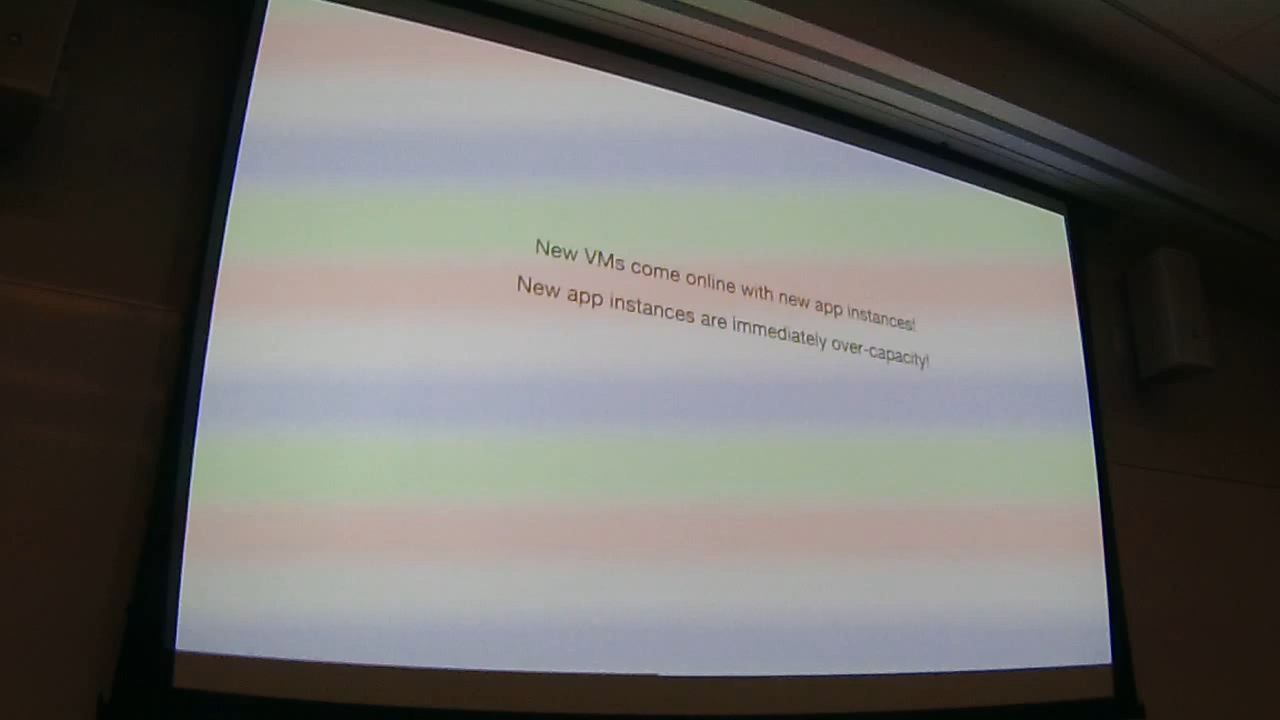 New VMs come online with new app instances!
New app instances are immediately over-capacity!